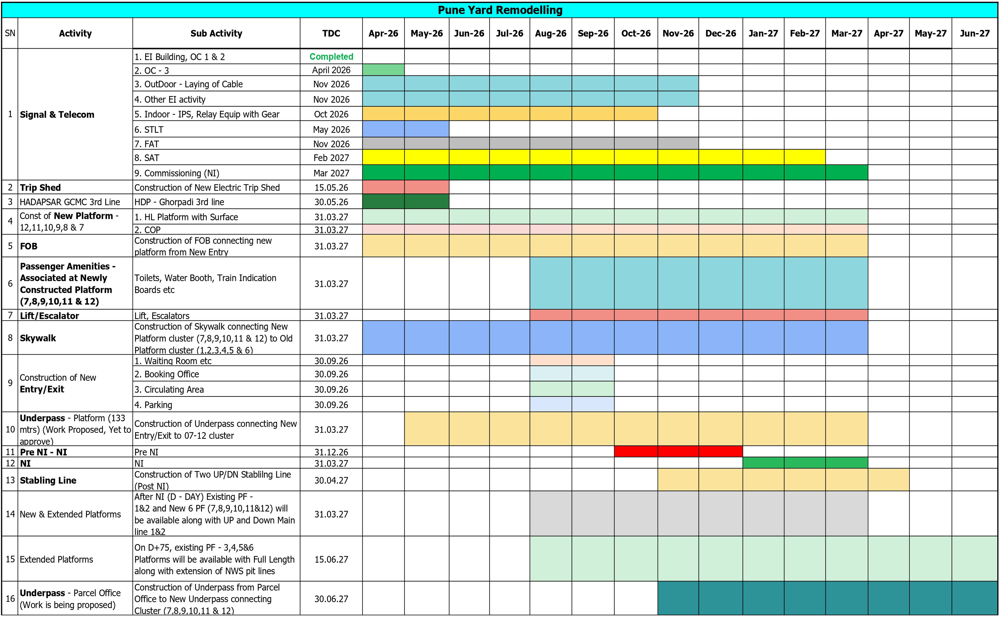 Pune Yard Remodelling
SN Activity Sub Activity TDC Apr-26 May-26 Jun-26 Jul-26 Aug-26 Sep-26 Oct-26 Nov-26 Dec-26 Jan-27 Feb-27 Mar-27 Apr-27 May-27 Jun-27
1 Signal & Telecom
1. EI Building, OC 1 & 2 Completed
2. OC - 3 April 2026
3. OutDoor - Laying of Cable Nov 2026
4. Other EI activity Nov 2026
5. Indoor - IPS, Relay Equip with Gear Oct 2026
6. STLT May 2026
7. FAT Nov 2026
8. SAT Feb 2027
9. Commissioning (NI) Mar 2027
2 Trip Shed Construction of New Electric Trip Shed 15.05.26
3 HADAPSAR GCMC 3rd Line HDP - Ghorpadi 3rd line 30.05.26
4 Const of New Platform -
12,11,10,9,8 & 7
1. HL Platform with Surface 31.03.27
2. COP 31.03.27
5 FOB
Construction of FOB connecting new
platform from New Entry
31.03.27
6 Passenger Amenities -
Associated at Newly
Constructed Platform
(7,8,9,10,11 & 12)
Toilets, Water Booth, Train Indication
Boards etc
31.03.27
7 Lift/Escalator Lift, Escalators 31.03.27
8 Skywalk
Construction of Skywalk connecting New
Platform cluster (7,8,9,10,11 & 12) to Old
Platform cluster (1,2,3,4,5 & 6)
31.03.27
9 Construction of New
Entry/Exit
1. Waiting Room etc 30.09.26
2. Booking Office 30.09.26
3. Circulating Area 30.09.26
4. Parking 30.09.26
10 Underpass - Platform (133
mtrs) (Work Proposed, Yet to
approve)
Construction of Underpass connecting New
Entry/Exit to 07-12 cluster
31.03.27
11 Pre NI - NI Pre NI 31.12.26
12 NI NI 31.03.27
13 Stabling Line
Construction of Two UP/DN Stablilng Line
(Post NI)
30.04.27
14 New & Extended Platforms
After NI (D - DAY) Existing PF -
1&2 and New 6 PF (7,8,9,10,11&12) will
be available along with UP and Down Main
line 1&2
31.03.27
15 Extended Platforms
On D+75, existing PF - 3,4,5&6
Platforms will be available with Full Length
along with extension of NWS pit lines
15.06.27
16 Underpass - Parcel Office
(Work is being proposed)
Construction of Underpass from Parcel
Office to New Underpass connecting
Cluster (7,8,9,10,11 & 12)
30.06.27